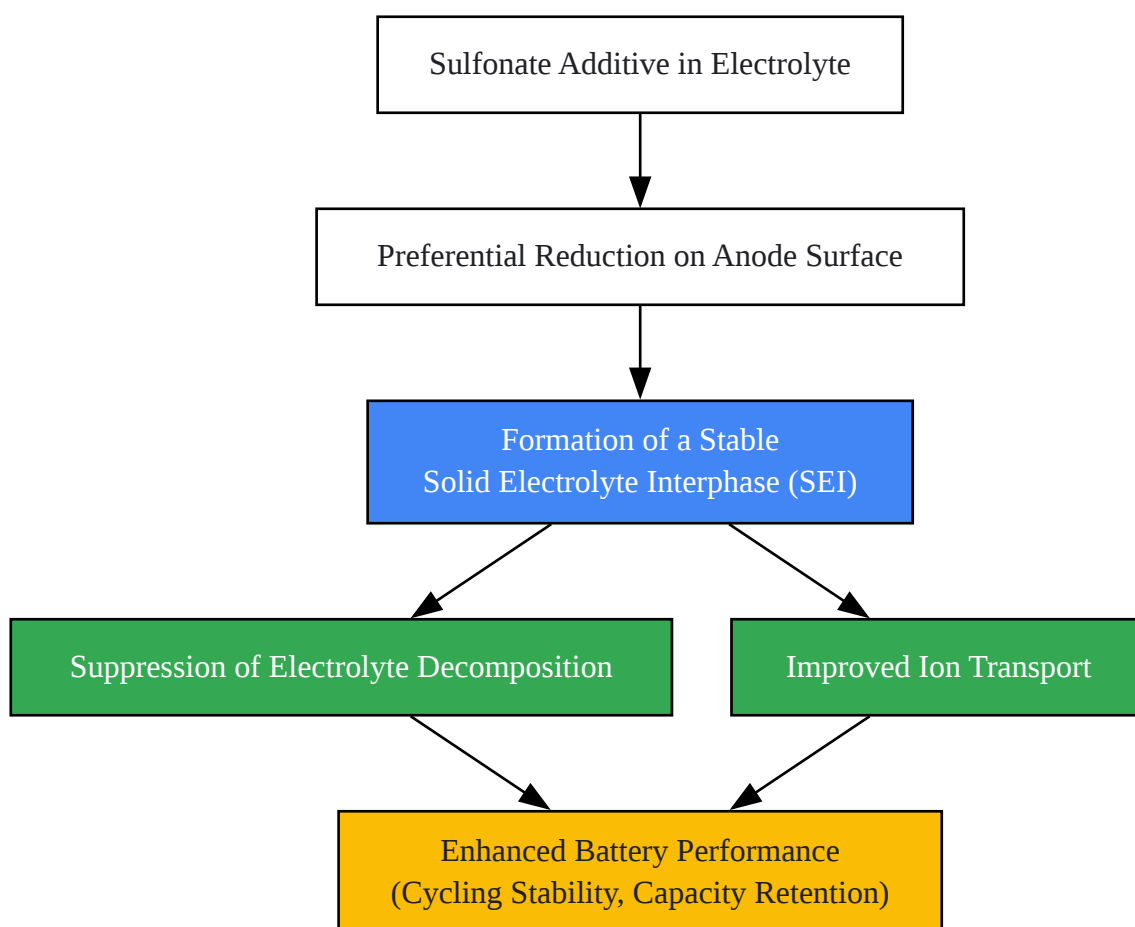 Sulfonate Additive in Electrolyte
Preferential Reduction on Anode Surface
Formation of a Stable
Solid Electrolyte Interphase (SEI)
Suppression of Electrolyte Decomposition
Improved Ion Transport
Enhanced Battery Performance
(Cycling Stability, Capacity Retention)